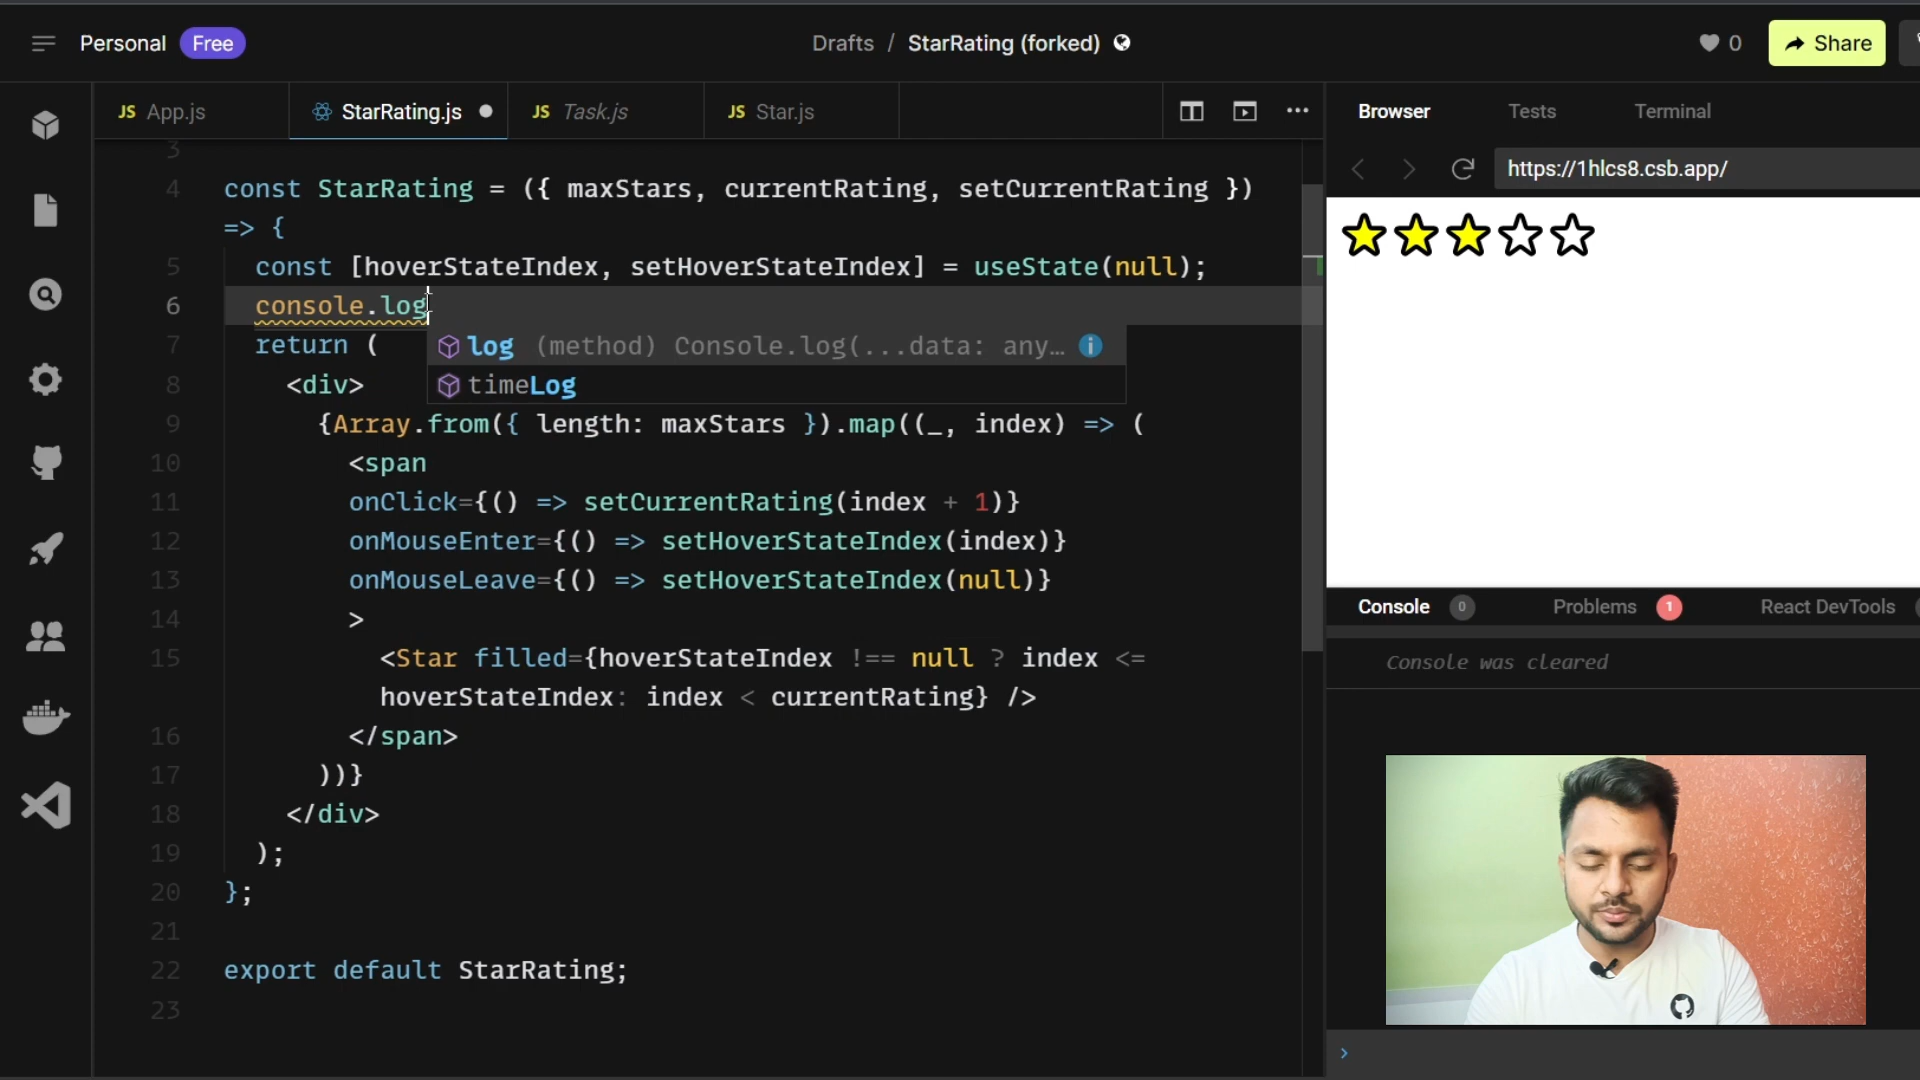 Personal Free
Drafts / StarRating (forked)
0
Share
JS App.js
StarRating.js
JS Task.js
JS Star.js
Browser
Tests
Terminal
https://1hlcs8.csb.app/
3
4 const StarRating = ({ maxStars, currentRating, setCurrentRating })
=> {
5 const [hoverStateIndex, setHoverStateIndex] = useState(null);
6 console.log
log (method) Console.log(...data: any…
timeLog
7 return (
8 <div>
9 {Array.from({ length: maxStars }).map((_, index) => (
10 <span
11 onClick={() => setCurrentRating(index + 1)}
12 onMouseEnter={() => setHoverStateIndex(index)}
13 onMouseLeave={() => setHoverStateIndex(null)}
14 >
15 <Star filled={hoverStateIndex !== null ? index <=
hoverStateIndex: index < currentRating} />
16 </span>
17 ))}
18 </div>
19 );
20 };
21
22 export default StarRating;
23
Console 0
Problems 1
React DevTools
Console was cleared